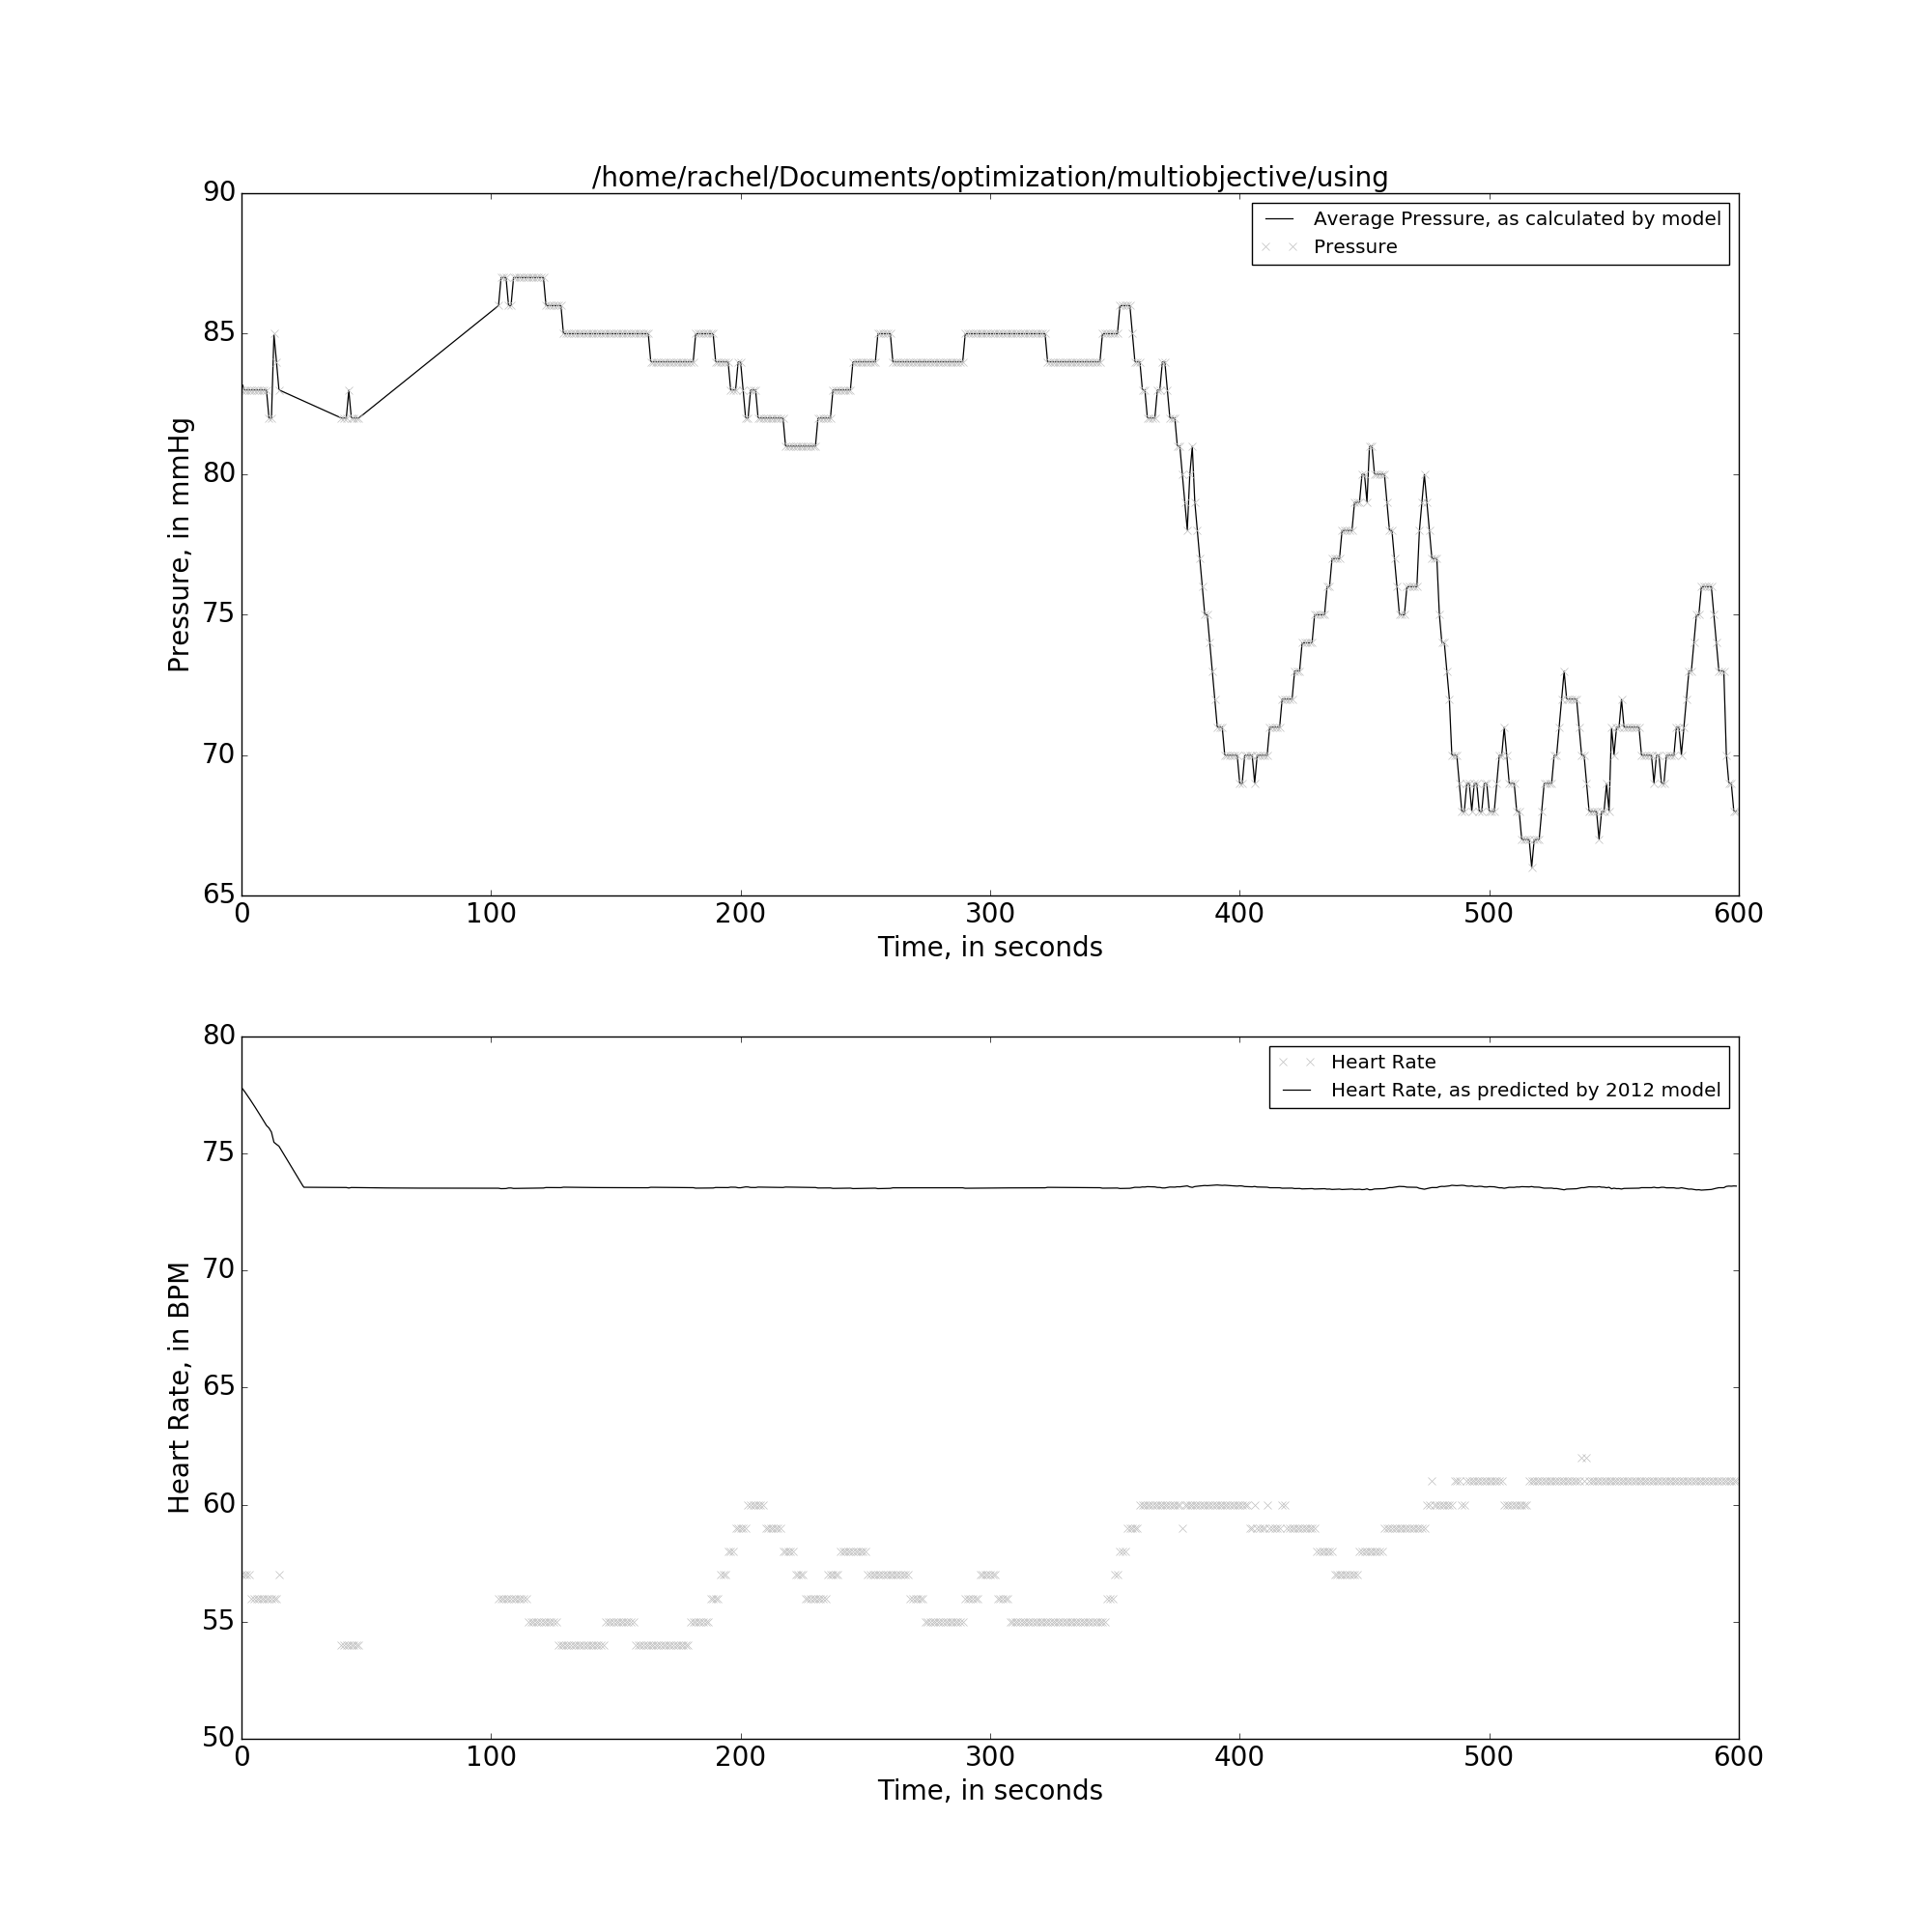 /home/rachel/Documents/optimization/multiobjective/using
90
85
80
75
70
65
Pressure, in mmHg
Average Pressure, as calculated by model
Pressure
0 100 200 300 400 500 600
Time, in seconds
80
75
70
65
60
55
50
Heart Rate, in BPM
Heart Rate
Heart Rate, as predicted by 2012 model
0 100 200 300 400 500 600
Time, in seconds